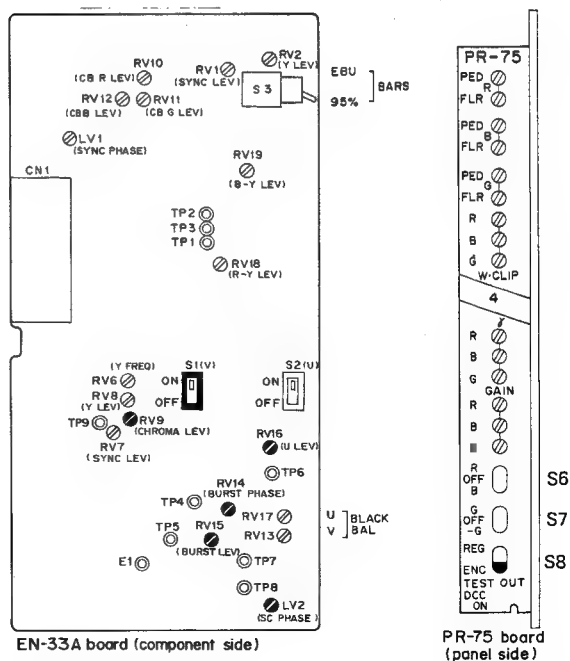 RV10
(CB R LEV)
RV1
(SYNC LEV)
RV2
(Y LEV)
S3
EBU
95%
BARS
RV12
(CBB LEV)
RV11
(CB G LEV)
LV1
(SYNC PHASE)
CN1
RV19
(B-Y LEV)
TP2
TP3
TP1
RV18
(R-Y LEV)
(Y FREQ)
RV6
RV8
(Y LEV)
TP9
RV9
(CHROMA LEV)
RV7
(SYNC LEV)
S1(V)
ON
OFF
S2(U)
ON
OFF
RV16
(U LEV)
TP6
RV14
(BURST PHASE)
TP4
RV17
RV13
U
V
BLACK
BAL
TP5
RV15
(BURST LEV)
E1
TP7
TP8
LV2
(SC PHASE)
EN-33A board (component side)
PR-75
PED
R
FLR
PED
B
FLR
PED
G
FLR
R
B
G
W·CLIP
4
γ
R
B
G
GAIN
R
B
R
OFF
B
S6
G
OFF
-G
S7
REG
ENC
S8
TEST OUT
DCC
ON
PR-75 board
(panel side)